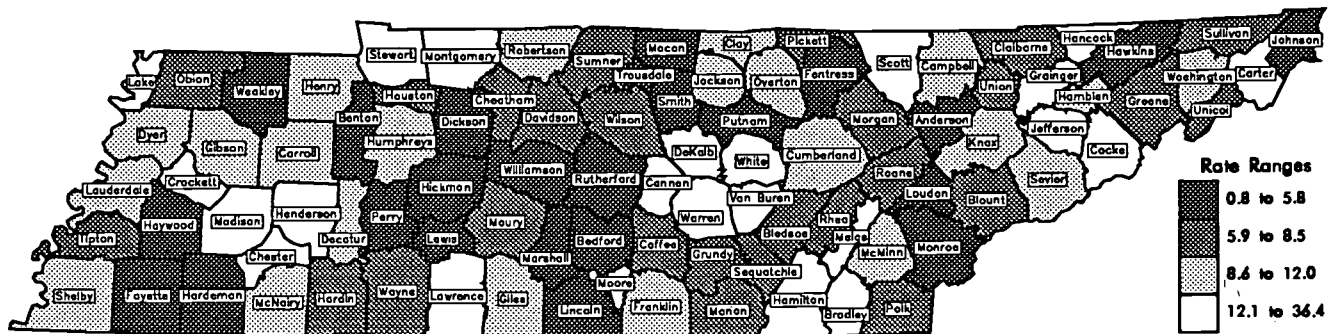 Stewart
Montgomery
Robertson
Sumner
Macon
Clay
Pickett
Scott
Claiborne
Hancock
Hawkins
Sullivan
Johnson
Lake
Obion
Weakley
Henry
Houston
Cheatham
Trousdale
Jackson
Overton
Fentress
Campbell
Union
Grainger
Washington
Carter
Benton
Dickson
Davidson
Wilson
Smith
Putnam
Morgan
Anderson
Hamblen
Greene
Unicoi
Dyer
Gibson
Carroll
Humphreys
Williamson
Rutherford
DeKalb
White
Cumberland
Roane
Knox
Jefferson
Cocke
Lauderdale
Crockett
Madison
Henderson
Decatur
Perry
Hickman
Maury
Cannon
Warren
Van Buren
Rhea
Loudon
Blount
Sevier
Tipton
Haywood
Chester
Lewis
Marshall
Bedford
Coffee
Grundy
Bledsoe
Sequatchie
Meigs
McMinn
Monroe
Shelby
Fayette
Hardeman
McNairy
Hardin
Wayne
Lawrence
Giles
Lincoln
Moore
Franklin
Marion
Hamilton
Bradley
Polk
Rate Ranges
0.8 to 5.8
5.9 to 8.5
8.6 to 12.0
12.1 to 36.4